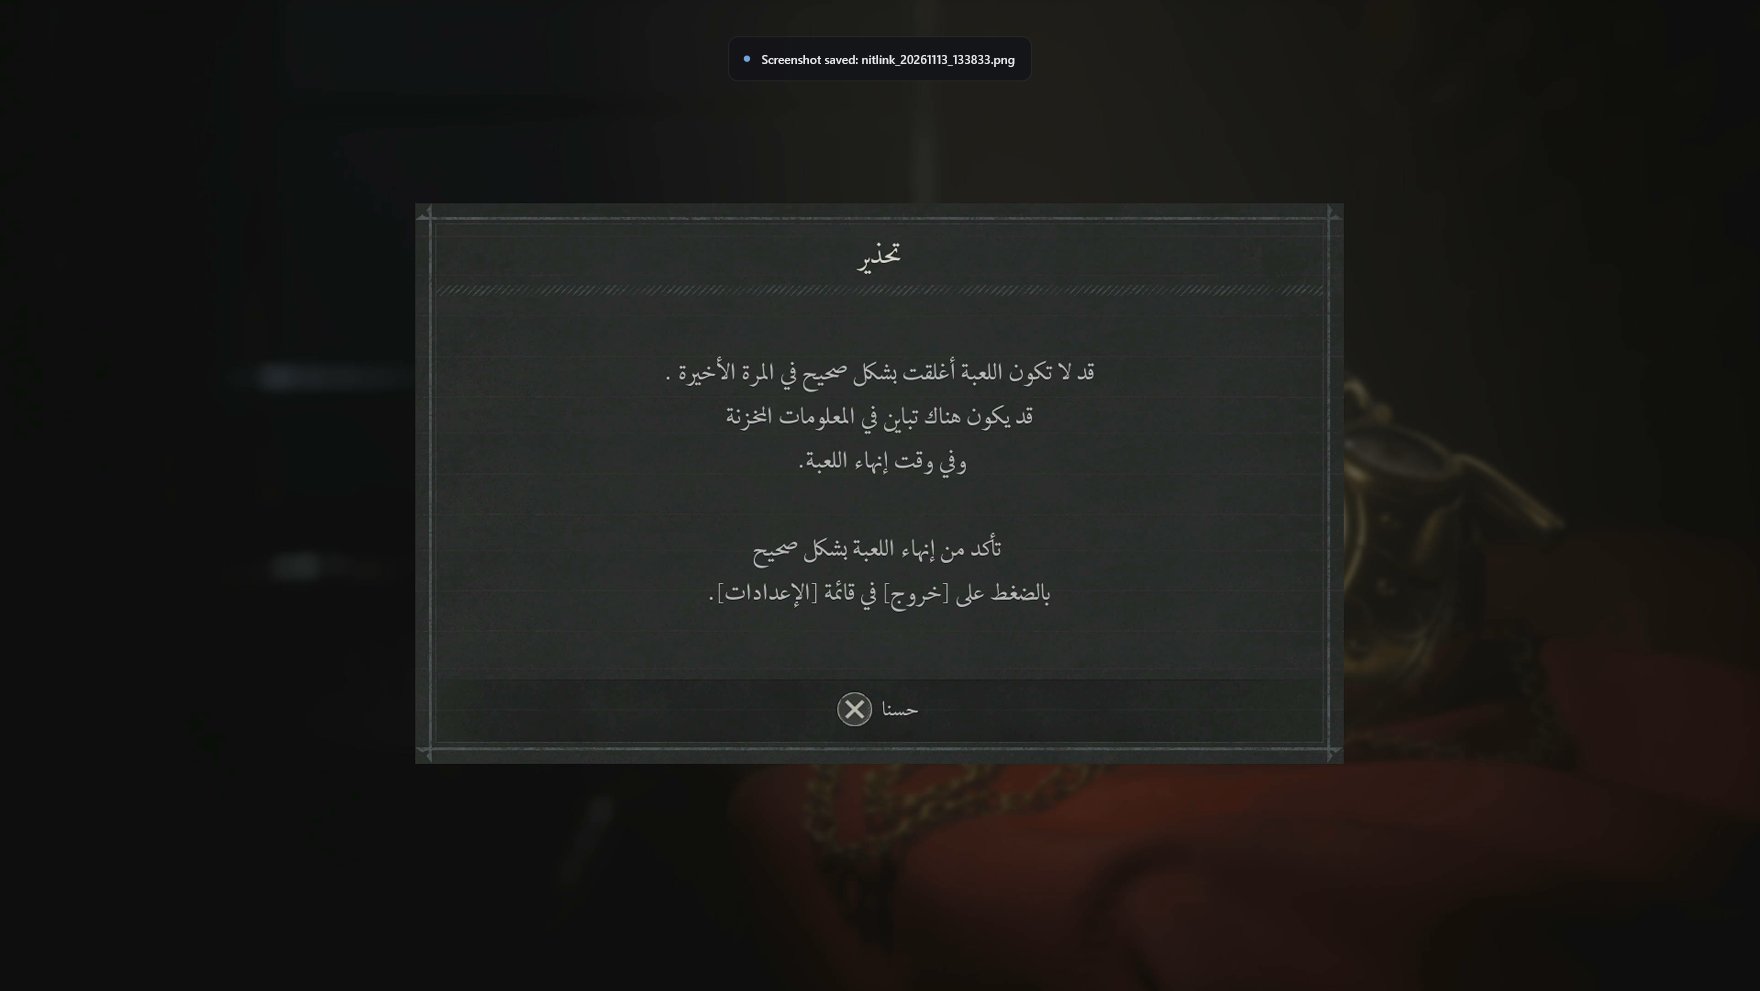 Screenshot saved: nitlink_20261113_133833.png
تحذير
قد لا تكون اللعبة أغلقت بشكل صحيح في المرة الأخيرة .
قد يكون هناك تباين في المعلومات المخزنة
وفي وقت إنهاء اللعبة.
تأكد من إنهاء اللعبة بشكل صحيح
بالضغط على [خروج] في قائمة [الإعدادات].
حسنا